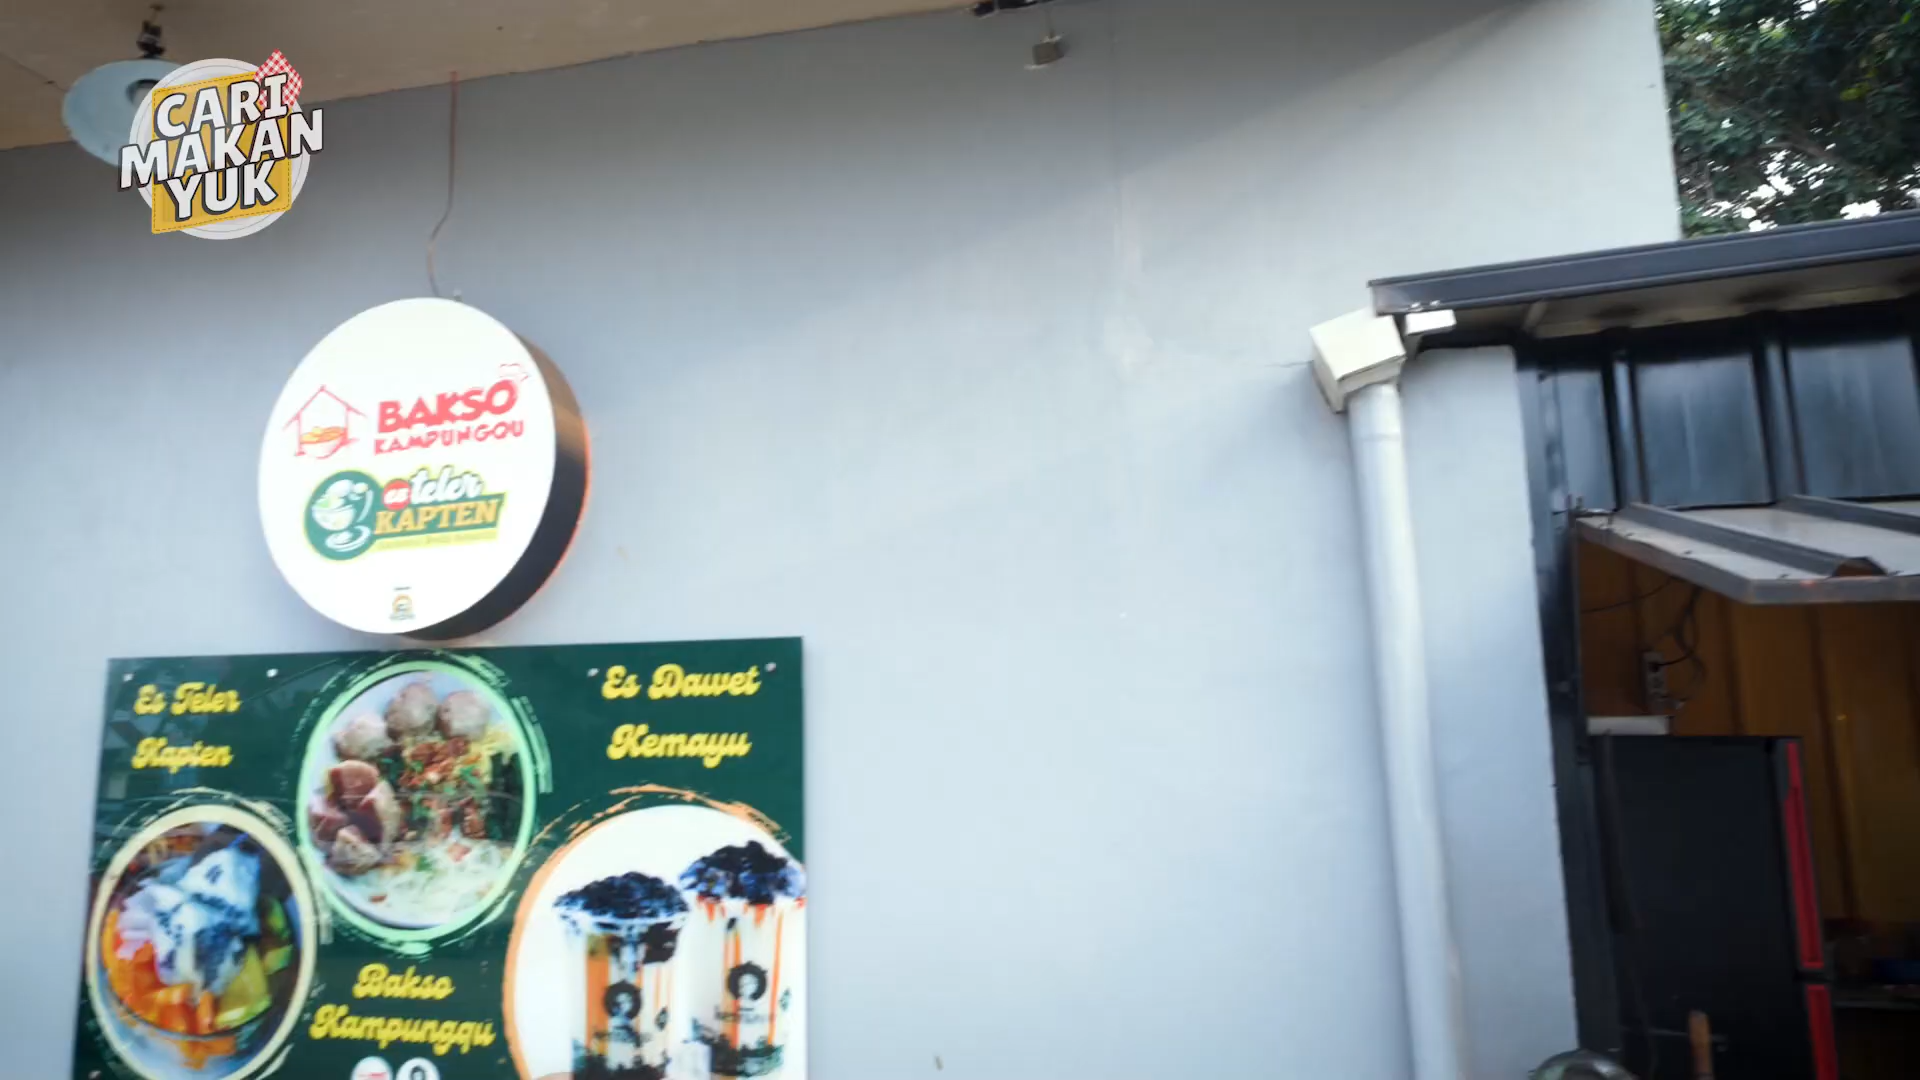 CARI
MAKAN
YUK
BAKSO
KAMPUNGQU
es teler
KAPTEN
Es Teler
Kapten
Es Dawet
Kemayu
Bakso
Kampungqu